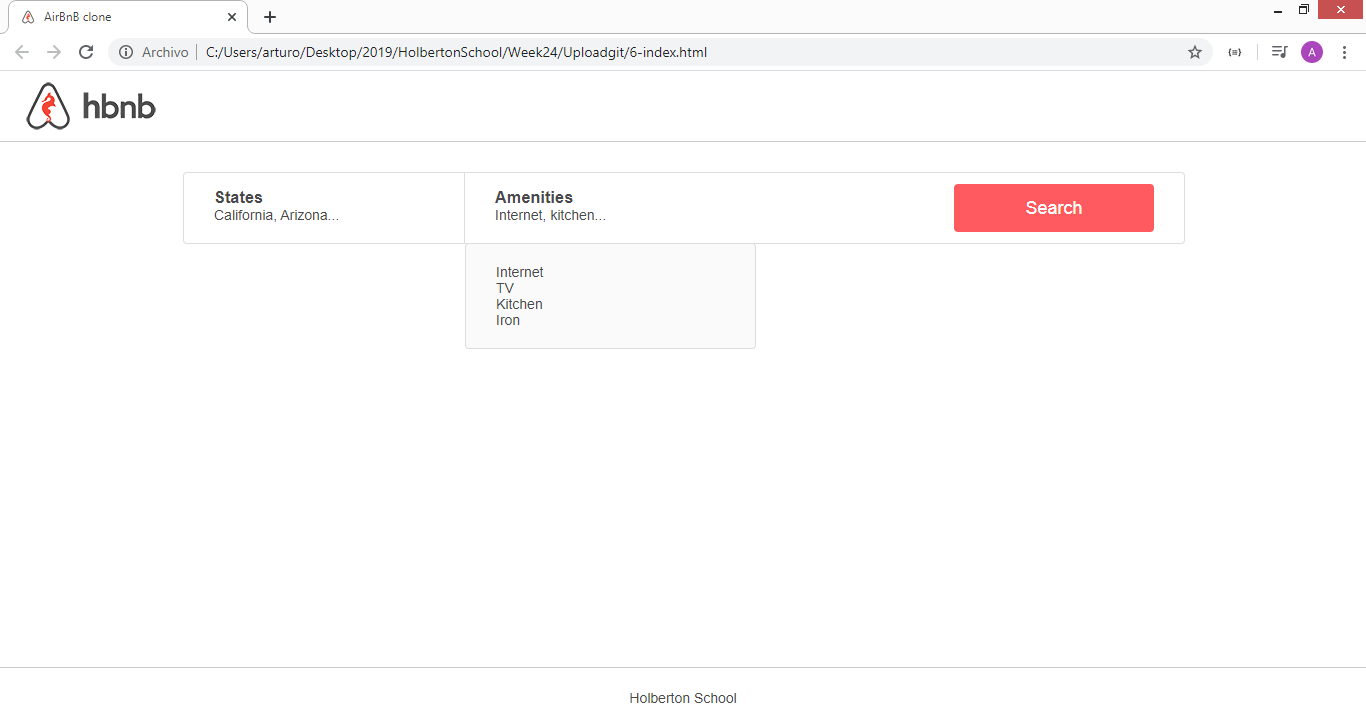 AirBnB clone
Archivo C:/Users/arturo/Desktop/2019/HolbertonSchool/Week24/Uploadgit/6-index.html
A
hbnb
States
California, Arizona...
Amenities
Internet, kitchen...
Search
Internet
TV
Kitchen
Iron
Holberton School